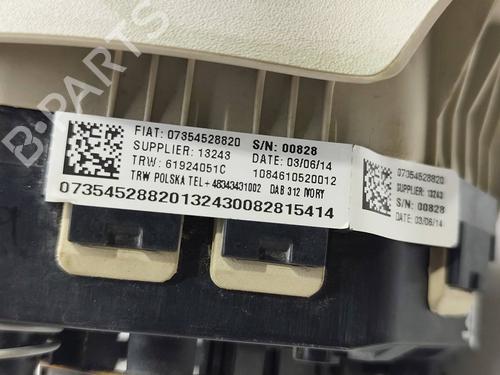 B-PARTS
FIAT: 07354528820 S/N: 00828
SUPPLIER: 13243 DATE: 03/06/14
TRW: 61924051C 1084610520012
TRW POLSKA TEL+ 48343431002 DAB 312 IVORY
07354528820132430082815414
07354528820
SUPPLIER: 13243
S/N: 00828
DATE: 03/06/14